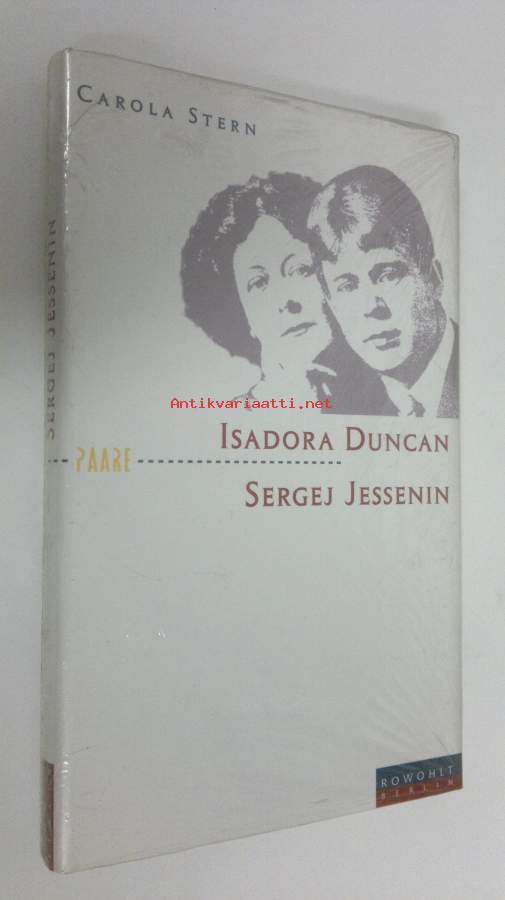 CAROLA STERN
SERGEJ JESSENIN
Antikvariaatti.net
ISADORA DUNCAN
PAARE
SERGEJ JESSENIN
ROWOHLT
BERLIN